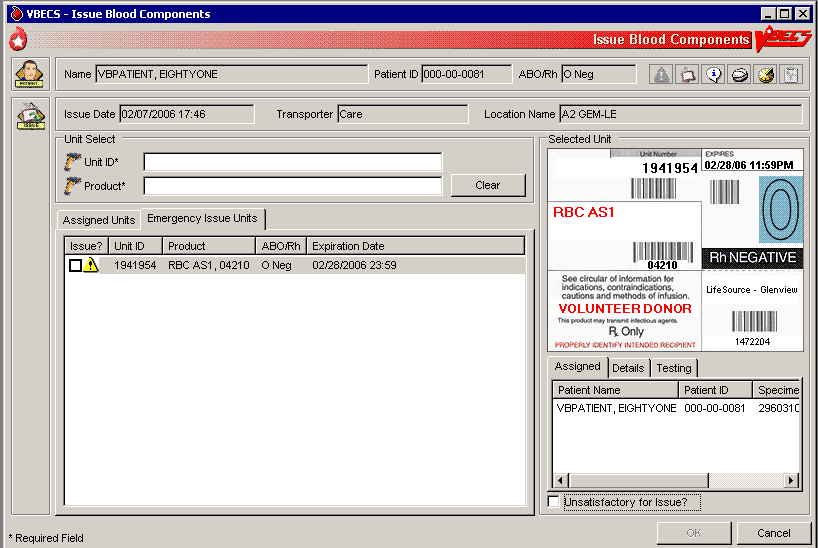 VBECS - Issue Blood Components
Issue Blood Components
VBECS
PATIENT
Name VBPATIENT, EIGHTYONE Patient ID 000-00-0081 ABO/Rh O Neg
ISSUE
Issue Date 02/07/2006 17:46 Transporter Care Location Name A2 GEM-LE
Unit Select
Unit ID*
Product*
Clear
Assigned Units Emergency Issue Units
Issue? Unit ID Product ABO/Rh Expiration Date
1941954 RBC AS1, 04210 O Neg 02/28/2006 23:59
Selected Unit
Unit Number
1941954
EXPIRES
02/28/06 11:59PM
RBC AS1
04210
O
Rh NEGATIVE
See circular of information for
indications, contraindications,
cautions and methods of infusion.
VOLUNTEER DONOR
This product may transmit infectious agents.
Rx Only
PROPERLY IDENTIFY INTENDED RECIPIENT
LifeSource - Glenview
1472204
Assigned Details Testing
Patient Name Patient ID Specime
VBPATIENT, EIGHTYONE 000-00-0081 2960310
Unsatisfactory for Issue?
* Required Field
OK Cancel